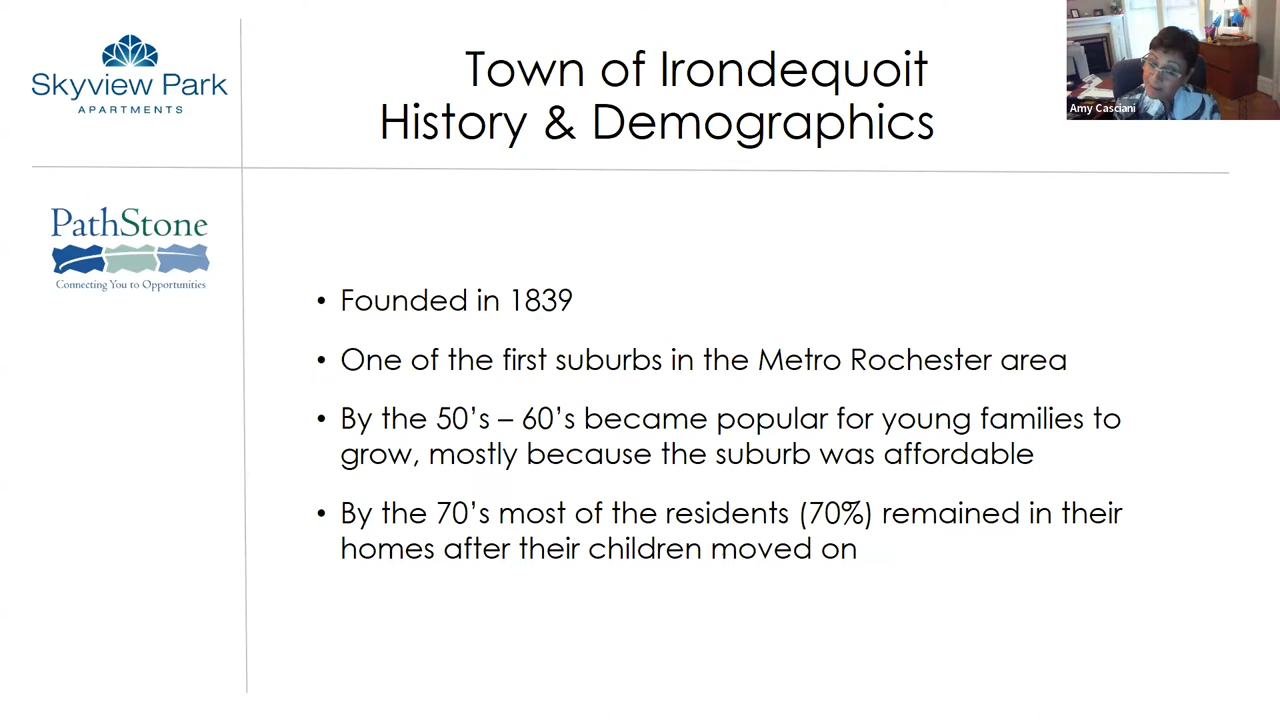 Skyview Park
APARTMENTS
Town of Irondequoit
History & Demographics
Amy Casciani
PathStone
Connecting You to Opportunities
• Founded in 1839
• One of the first suburbs in the Metro Rochester area
• By the 50’s – 60’s became popular for young families to
grow, mostly because the suburb was affordable
• By the 70’s most of the residents (70%) remained in their
homes after their children moved on